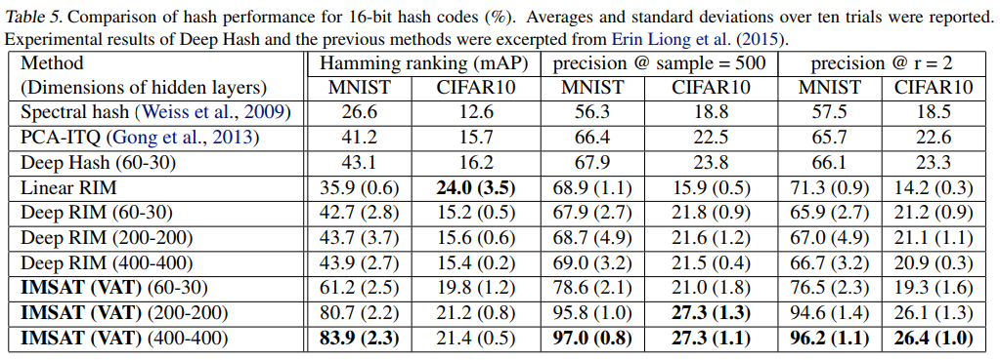 Table 5. Comparison of hash performance for 16-bit hash codes (%). Averages and standard deviations over ten trials were reported.
Experimental results of Deep Hash and the previous methods were excerpted from Erin Liong et al. (2015).
Method Hamming ranking (mAP) precision @ sample = 500 precision @ r = 2
(Dimensions of hidden layers) MNIST CIFAR10 MNIST CIFAR10 MNIST CIFAR10
Spectral hash (Weiss et al., 2009) 26.6 12.6 56.3 18.8 57.5 18.5
PCA-ITQ (Gong et al., 2013) 41.2 15.7 66.4 22.5 65.7 22.6
Deep Hash (60-30) 43.1 16.2 67.9 23.8 66.1 23.3
Linear RIM 35.9 (0.6) 24.0 (3.5) 68.9 (1.1) 15.9 (0.5) 71.3 (0.9) 14.2 (0.3)
Deep RIM (60-30) 42.7 (2.8) 15.2 (0.5) 67.9 (2.7) 21.8 (0.9) 65.9 (2.7) 21.2 (0.9)
Deep RIM (200-200) 43.7 (3.7) 15.6 (0.6) 68.7 (4.9) 21.6 (1.2) 67.0 (4.9) 21.1 (1.1)
Deep RIM (400-400) 43.9 (2.7) 15.4 (0.2) 69.0 (3.2) 21.5 (0.4) 66.7 (3.2) 20.9 (0.3)
IMSAT (VAT) (60-30) 61.2 (2.5) 19.8 (1.2) 78.6 (2.1) 21.0 (1.8) 76.5 (2.3) 19.3 (1.6)
IMSAT (VAT) (200-200) 80.7 (2.2) 21.2 (0.8) 95.8 (1.0) 27.3 (1.3) 94.6 (1.4) 26.1 (1.3)
IMSAT (VAT) (400-400) 83.9 (2.3) 21.4 (0.5) 97.0 (0.8) 27.3 (1.1) 96.2 (1.1) 26.4 (1.0)